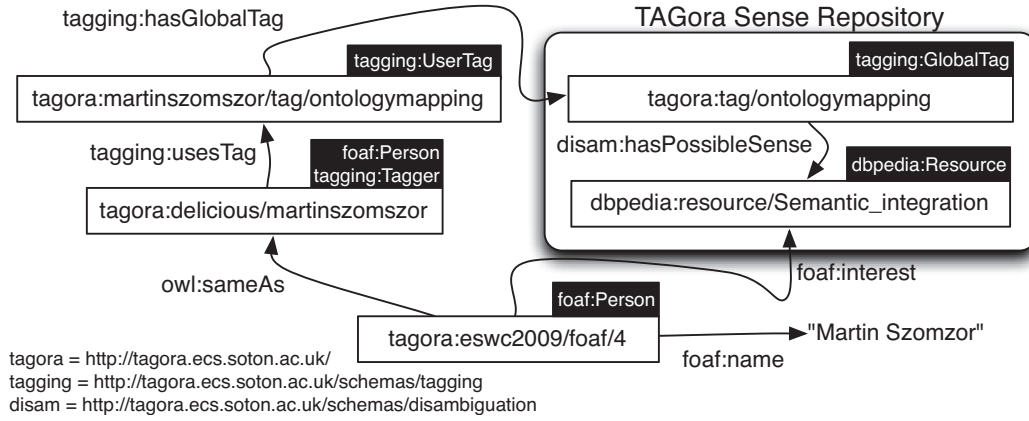 tagging:hasGlobalTag
TAGora Sense Repository
tagging:UserTag
tagging:GlobalTag
tagora:martinszomszor/tag/ontologymapping
tagora:tag/ontologymapping
tagging:usesTag
disam:hasPossibleSense
foaf:Person
tagging:Tagger
dbpedia:Resource
tagora:delicious/martinszomszor
dbpedia:resource/Semantic_integration
owl:sameAs
foaf:interest
foaf:Person
tagora:eswc2009/foaf/4
"Martin Szomzor"
foaf:name
tagora = http://tagora.ecs.soton.ac.uk/
tagging = http://tagora.ecs.soton.ac.uk/schemas/tagging
disam = http://tagora.ecs.soton.ac.uk/schemas/disambiguation